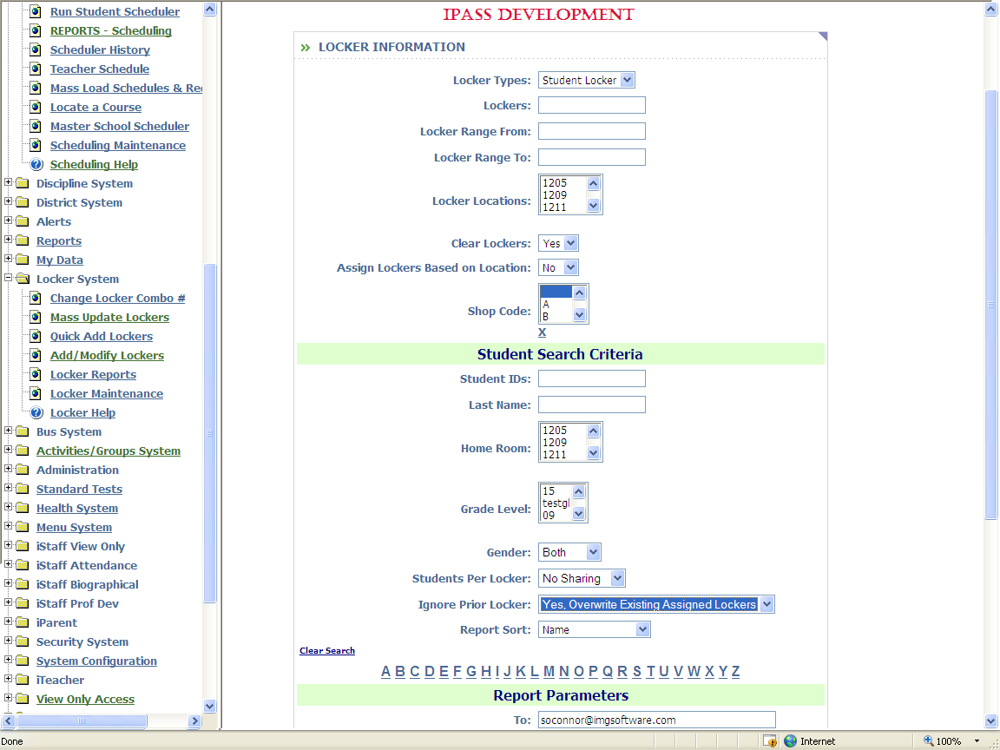 Run Student Scheduler
REPORTS - Scheduling
Scheduler History
Teacher Schedule
Mass Load Schedules & Re
Locate a Course
Master School Scheduler
Scheduling Maintenance
Scheduling Help
Discipline System
District System
Alerts
Reports
My Data
Locker System
Change Locker Combo #
Mass Update Lockers
Quick Add Lockers
Add/Modify Lockers
Locker Reports
Locker Maintenance
Locker Help
Bus System
Activities/Groups System
Administration
Standard Tests
Health System
Menu System
iStaff View Only
iStaff Attendance
iStaff Biographical
iStaff Prof Dev
iParent
Security System
System Configuration
iTeacher
View Only Access
IPASS DEVELOPMENT
LOCKER INFORMATION
Locker Types: Student Locker
Lockers:
Locker Range From:
Locker Range To:
Locker Locations: 1205
1209
1211
Clear Lockers: Yes
Assign Lockers Based on Location: No
Shop Code: A
B
X
Student Search Criteria
Student IDs:
Last Name:
Home Room: 1205
1209
1211
Grade Level: 15
testgl
09
Gender: Both
Students Per Locker: No Sharing
Ignore Prior Locker: Yes, Overwrite Existing Assigned Lockers
Report Sort: Name
Clear Search
A B C D E F G H I J K L M N O P Q R S T U V W X Y Z
Report Parameters
To: soconnor@imgsoftware.com
Done
Internet
100%